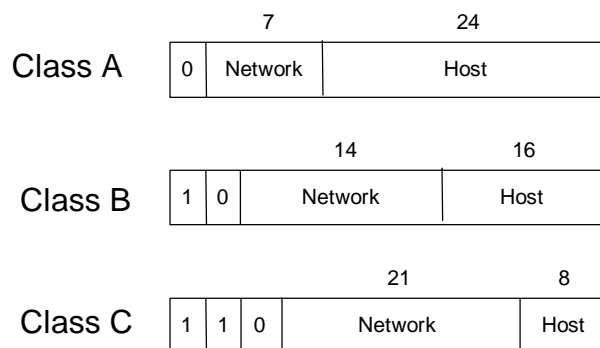 7 24
Class A 0 Network Host
14 16
Class B 1 0 Network Host
21 8
Class C 1 1 0 Network Host